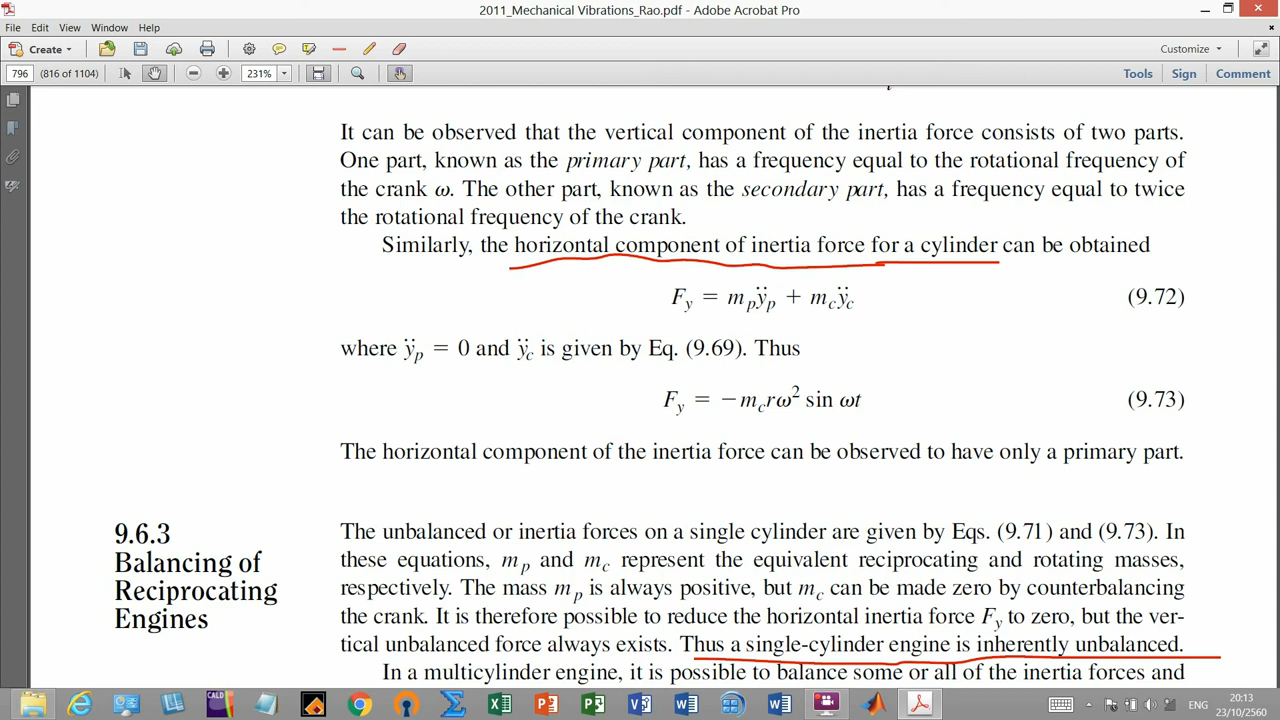 2011_Mechanical Vibrations_Rao.pdf - Adobe Acrobat Pro
File Edit View Window Help
Create Customize
796 (816 of 1104) 231% Tools Sign Comment
It can be observed that the vertical component of the inertia force consists of two parts.
One part, known as the primary part, has a frequency equal to the rotational frequency of
the crank ω. The other part, known as the secondary part, has a frequency equal to twice
the rotational frequency of the crank.
Similarly, the horizontal component of inertia force for a cylinder can be obtained
F_y = m_pÿ_p + m_cÿ_c (9.72)
where ÿ_p = 0 and ÿ_c is given by Eq. (9.69). Thus
F_y = −m_crω² sin ωt (9.73)
The horizontal component of the inertia force can be observed to have only a primary part.
9.6.3
Balancing of
Reciprocating
Engines
The unbalanced or inertia forces on a single cylinder are given by Eqs. (9.71) and (9.73). In
these equations, m_p and m_c represent the equivalent reciprocating and rotating masses,
respectively. The mass m_p is always positive, but m_c can be made zero by counterbalancing
the crank. It is therefore possible to reduce the horizontal inertia force F_y to zero, but the ver-
tical unbalanced force always exists. Thus a single-cylinder engine is inherently unbalanced.
In a multicylinder engine, it is possible to balance some or all of the inertia forces and
CALD
ENG
20:13
23/10/2560